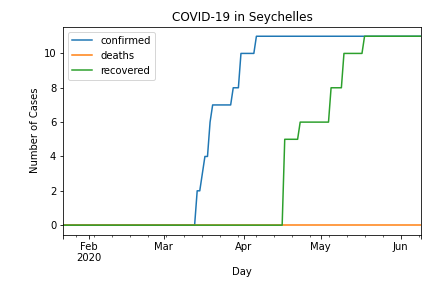 COVID-19 in Seychelles
confirmed
deaths
recovered
Number of Cases
10
8
6
4
2
0
Feb Mar Apr May Jun
2020
Day